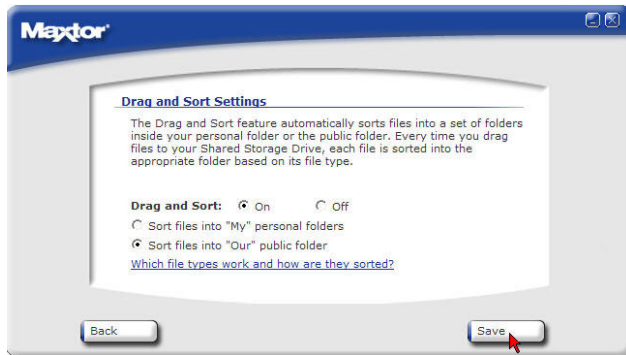 Maxtor
Drag and Sort Settings
The Drag and Sort feature automatically sorts files into a set of folders
inside your personal folder or the public folder. Every time you drag
files to your Shared Storage Drive, each file is sorted into the
appropriate folder based on its file type.
Drag and Sort: On Off
Sort files into "My" personal folders
Sort files into "Our" public folder
Which file types work and how are they sorted?
Back Save